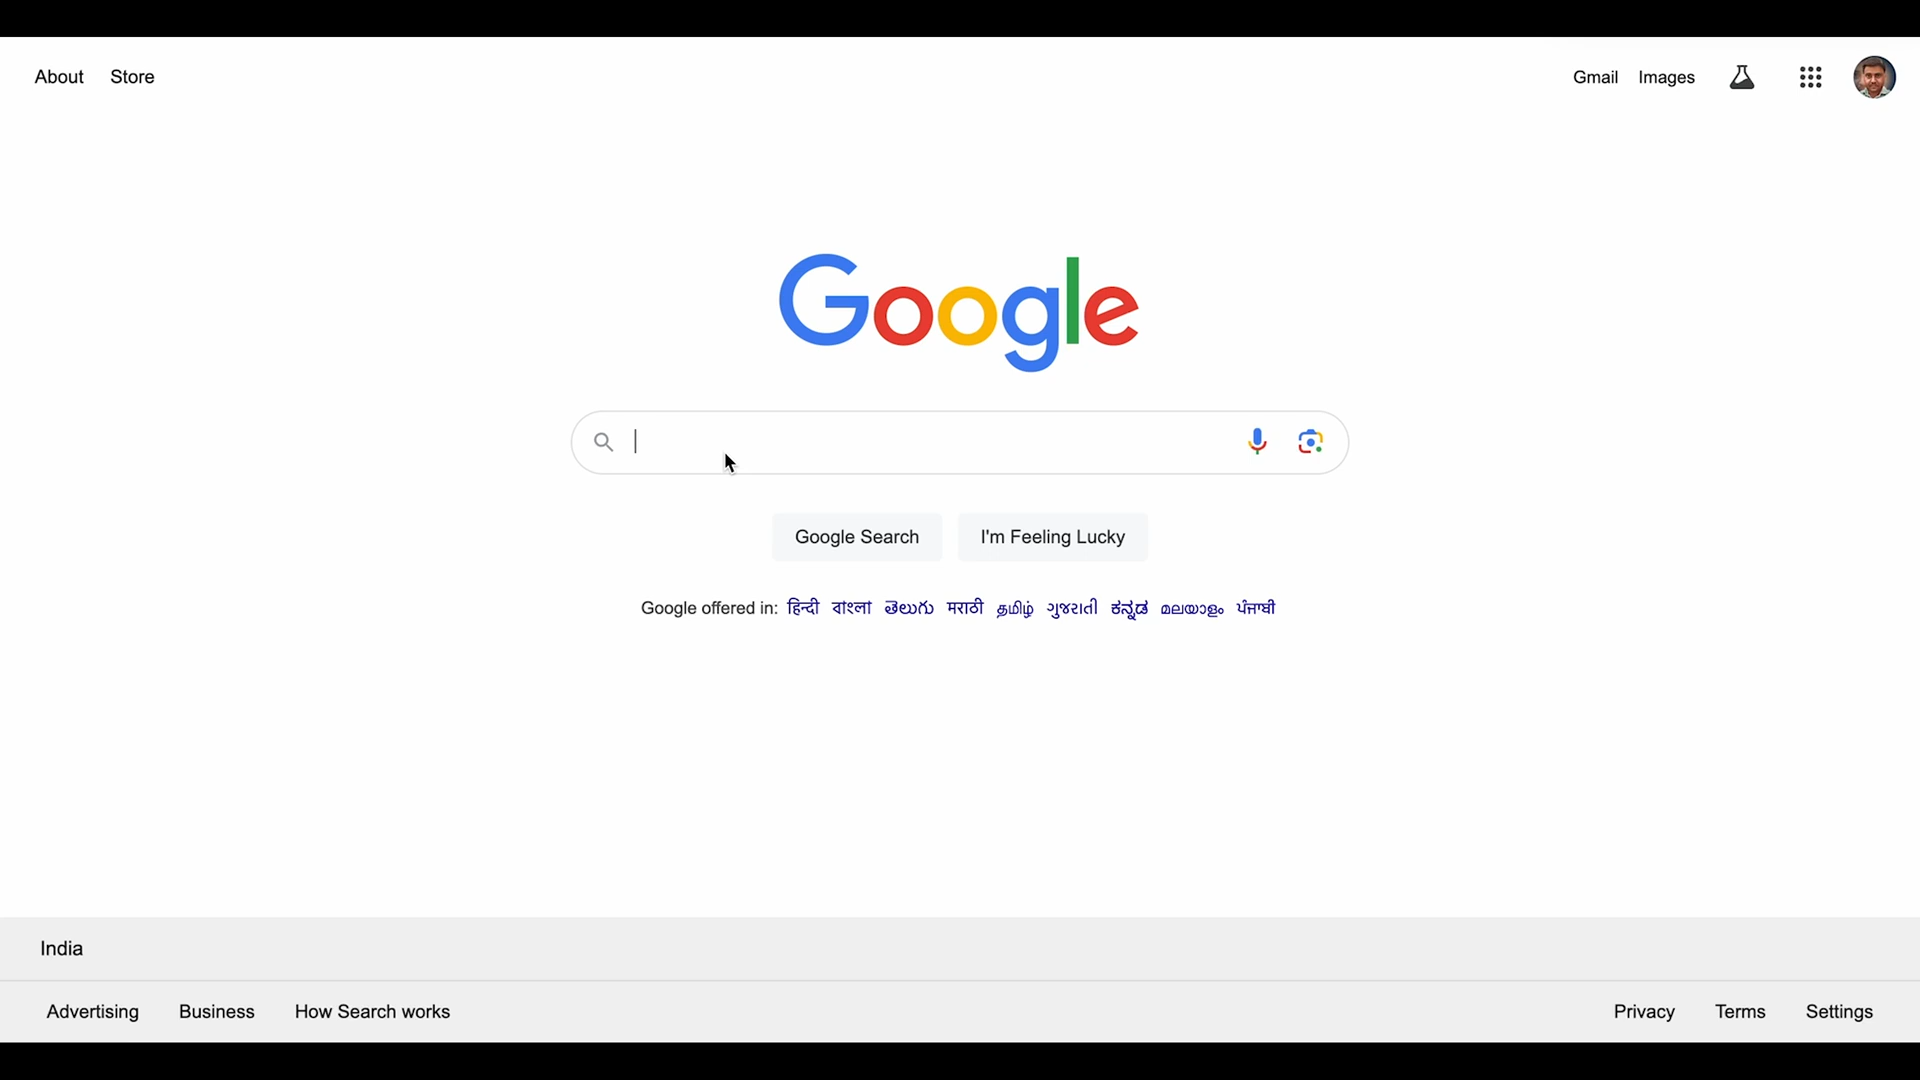 About Store
Gmail Images
Google
Google Search I'm Feeling Lucky
Google offered in: हिन्दी বাংলা తెలుగు मराठी தமிழ் ગુજરાતી ಕನ್ನಡ മലയാളം ਪੰਜਾਬੀ
India
Advertising Business How Search works
Privacy Terms Settings